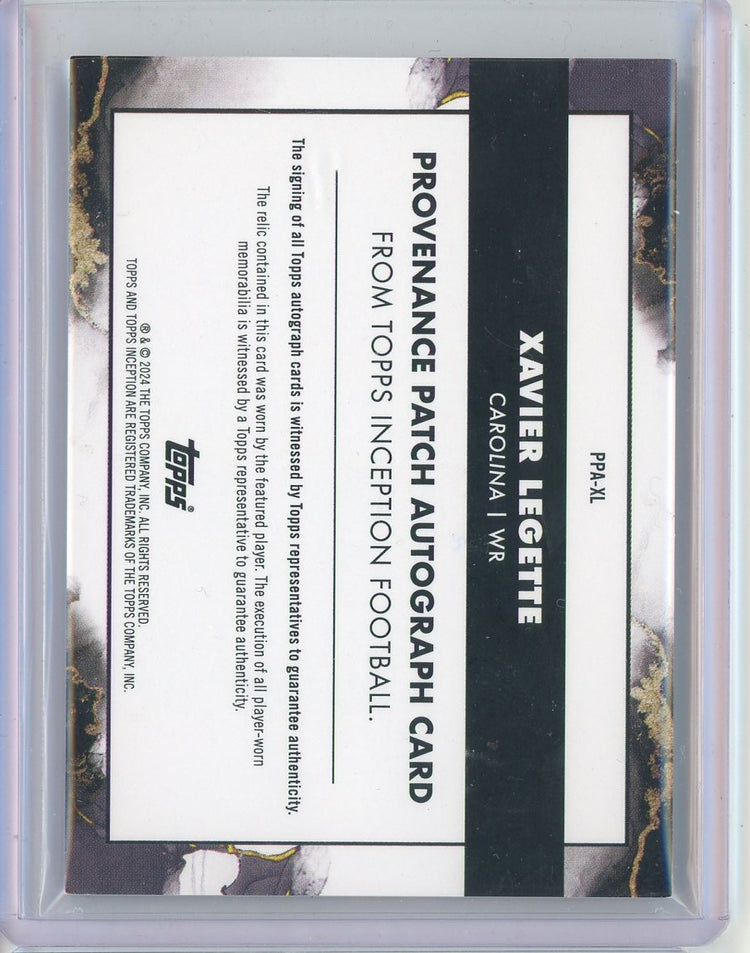 PPA-XL
XAVIER LEGETTE
CAROLINA | WR
PROVENANCE PATCH AUTOGRAPH CARD
FROM TOPPS INCEPTION FOOTBALL.
The signing of all Topps autograph cards is witnessed by Topps representatives to guarantee authenticity.
The relic contained in this card was worn by the featured player. The execution of all player-worn
memorabilia is witnessed by a Topps representative to guarantee authenticity.
topps®
® & © 2024 THE TOPPS COMPANY, INC. ALL RIGHTS RESERVED.
TOPPS AND TOPPS INCEPTION ARE REGISTERED TRADEMARKS OF THE TOPPS COMPANY, INC.